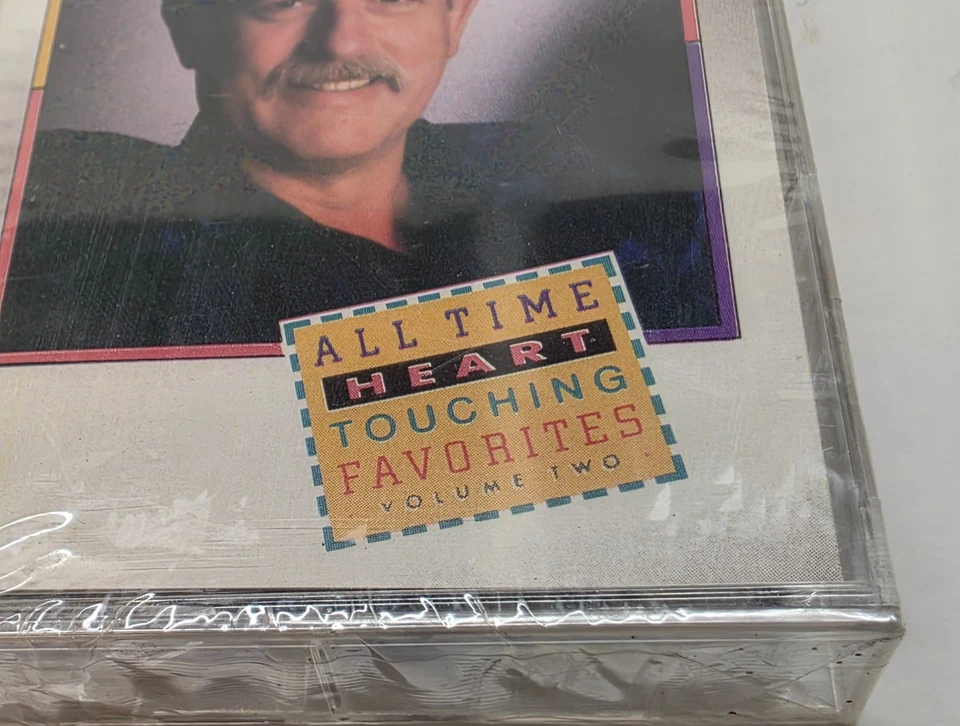 ALL TIME
HEART
TOUCHING
FAVORITES
VOLUME TWO